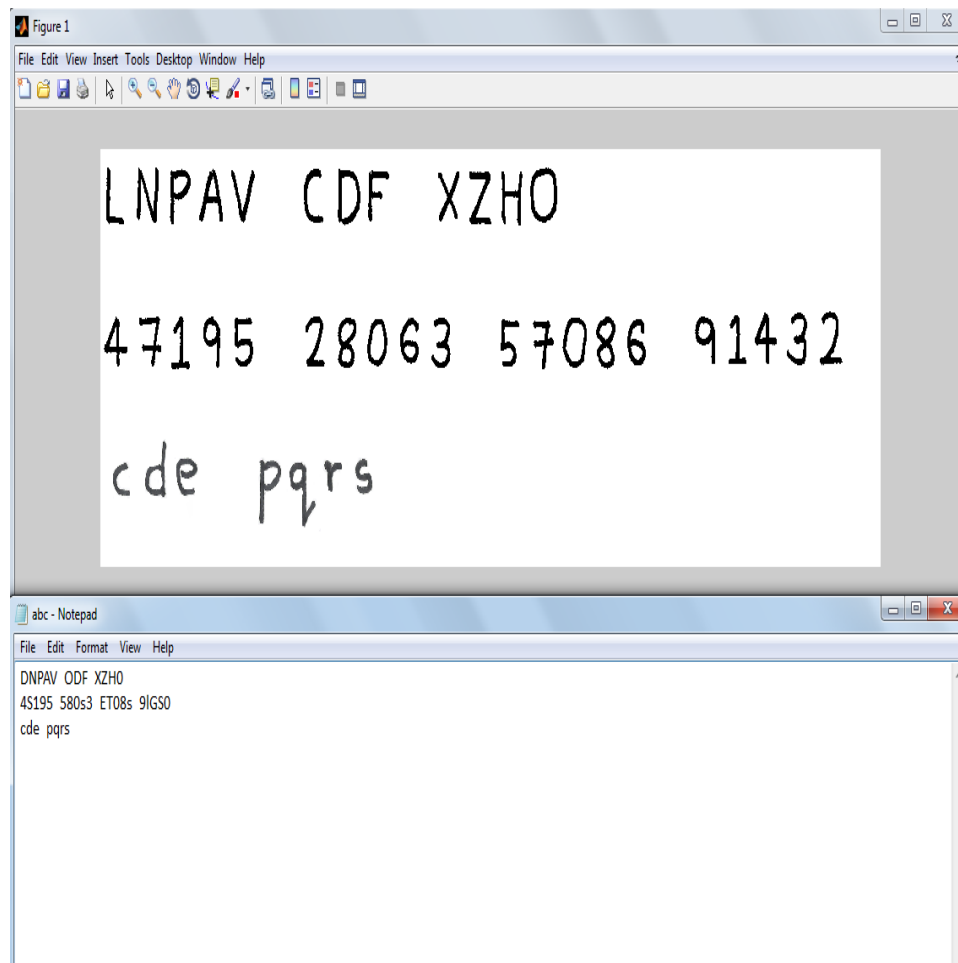 Figure 1
File Edit View Insert Tools Desktop Window Help
LNPAV CDF XZHO
47195 28063 57086 91432
cde pqrs
abc - Notepad
File Edit Format View Help
DNPAV ODF XZH0
4S195 580s3 ET08s 9lGS0
cde pqrs